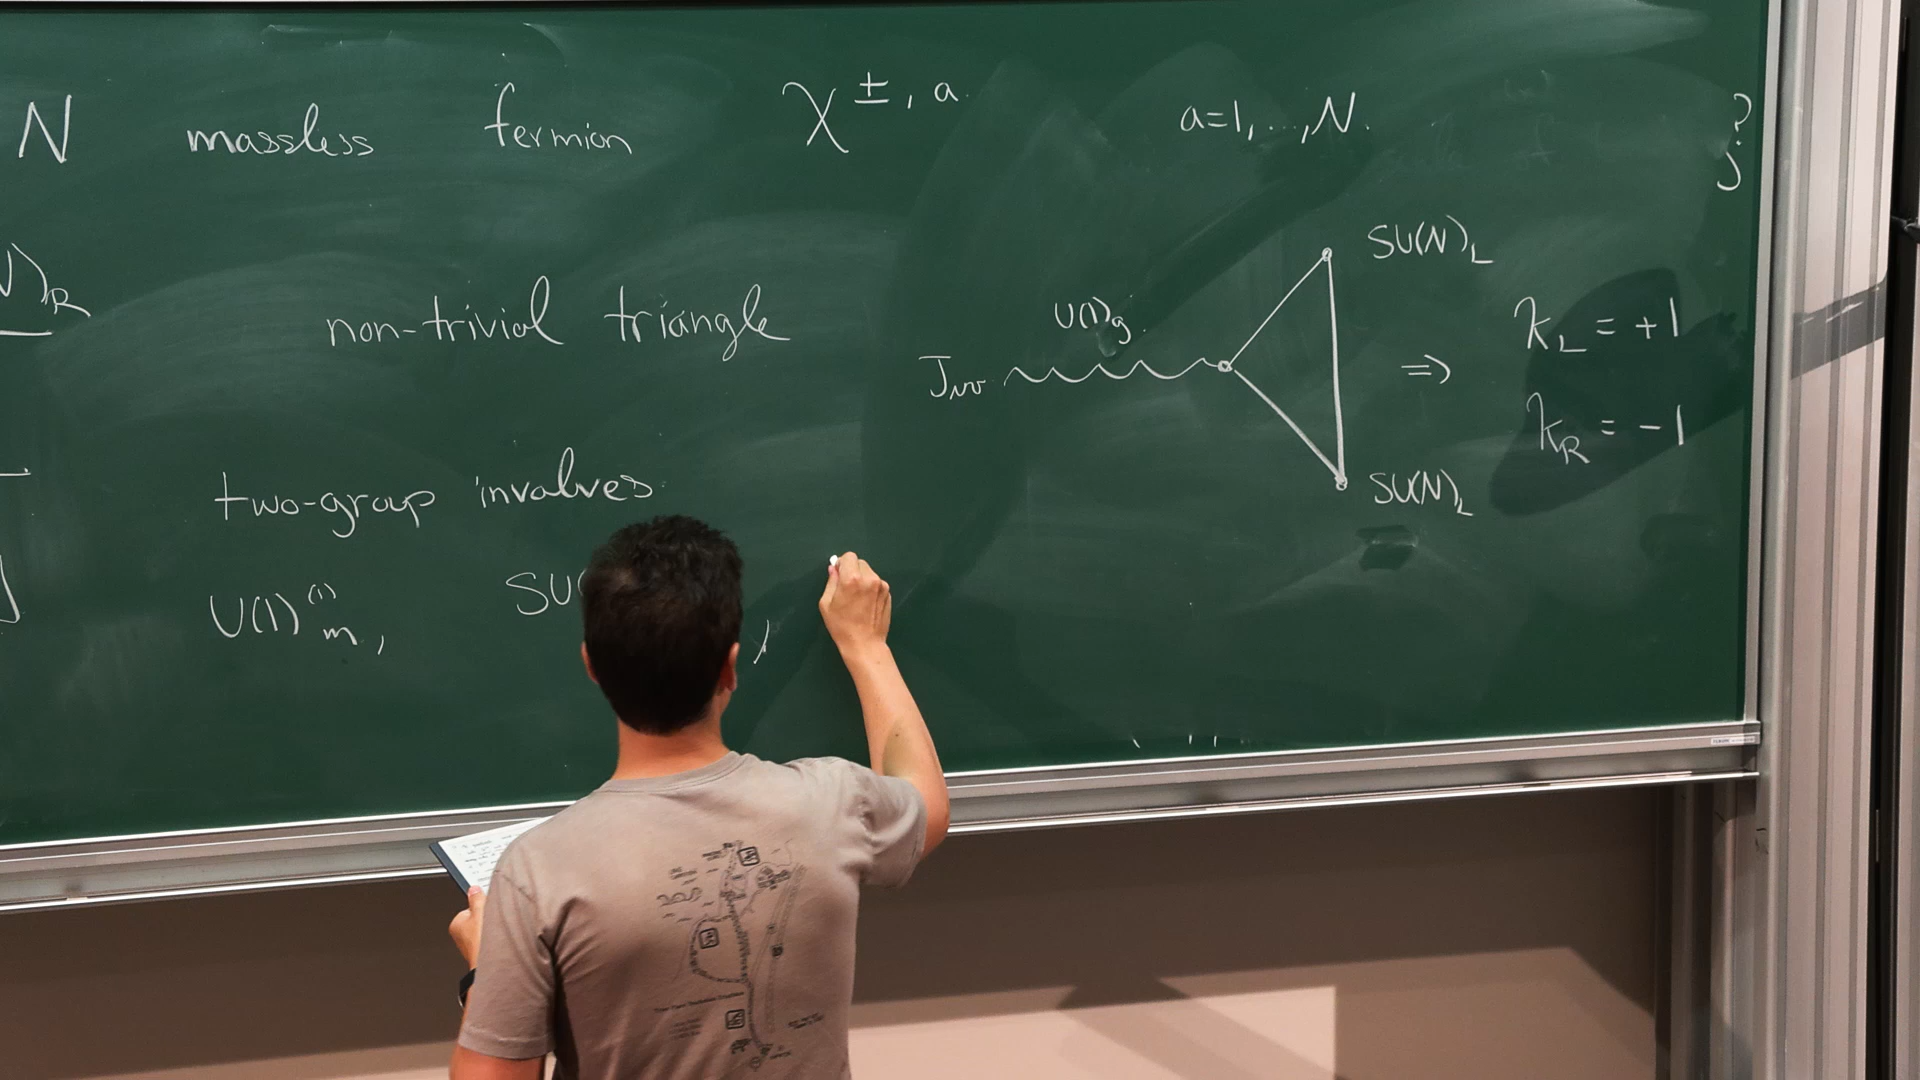 N massless fermion χ^{±, a} a=1, ..., N.
)_R
non-trivial triangle
J_{UV} U(1)_g SU(N)_L SU(N)_L ⇒ k_L = +1
k_R = -1
two-group involves
U(1)^{(1)}_m, SU( ,